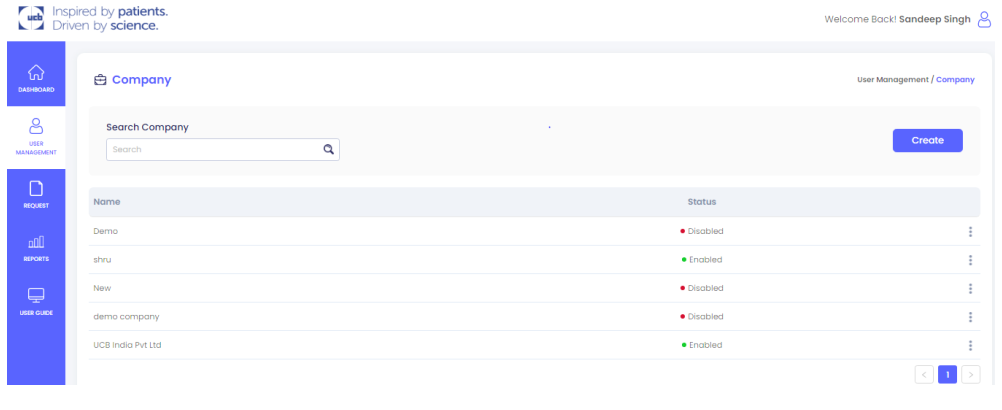 ucb
Inspired by patients.
Driven by science.
Welcome Back! Sandeep Singh
DASHBOARD
USER
MANAGEMENT
REQUEST
REPORTS
USER GUIDE
Company
User Management / Company
Search Company
Search
Create
Name Status
Demo Disabled
shru Enabled
New Disabled
demo company Disabled
UCB India Pvt Ltd Enabled
< 1 >